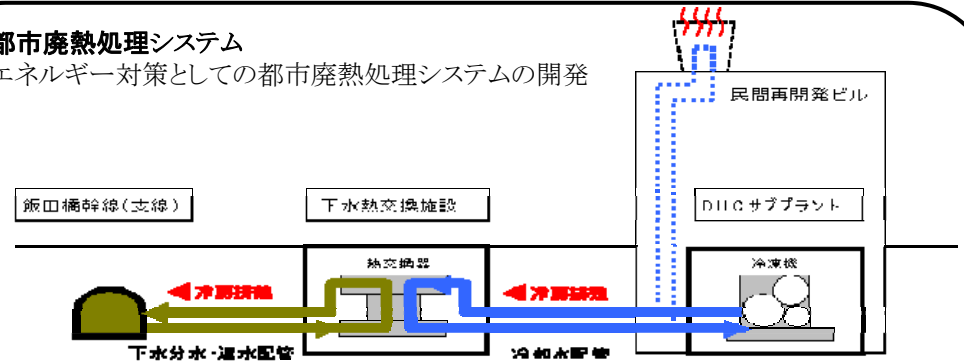 都市廃熱処理システム
エネルギー対策としての都市廃熱処理システムの開発
民間再開発ビル
飯田橋幹線(支線)
下水熱交換施設
DHCサブプラント
熱交換器
冷凍機
冷房排熱
冷房排熱
下水分水・還水配管
冷却水配管